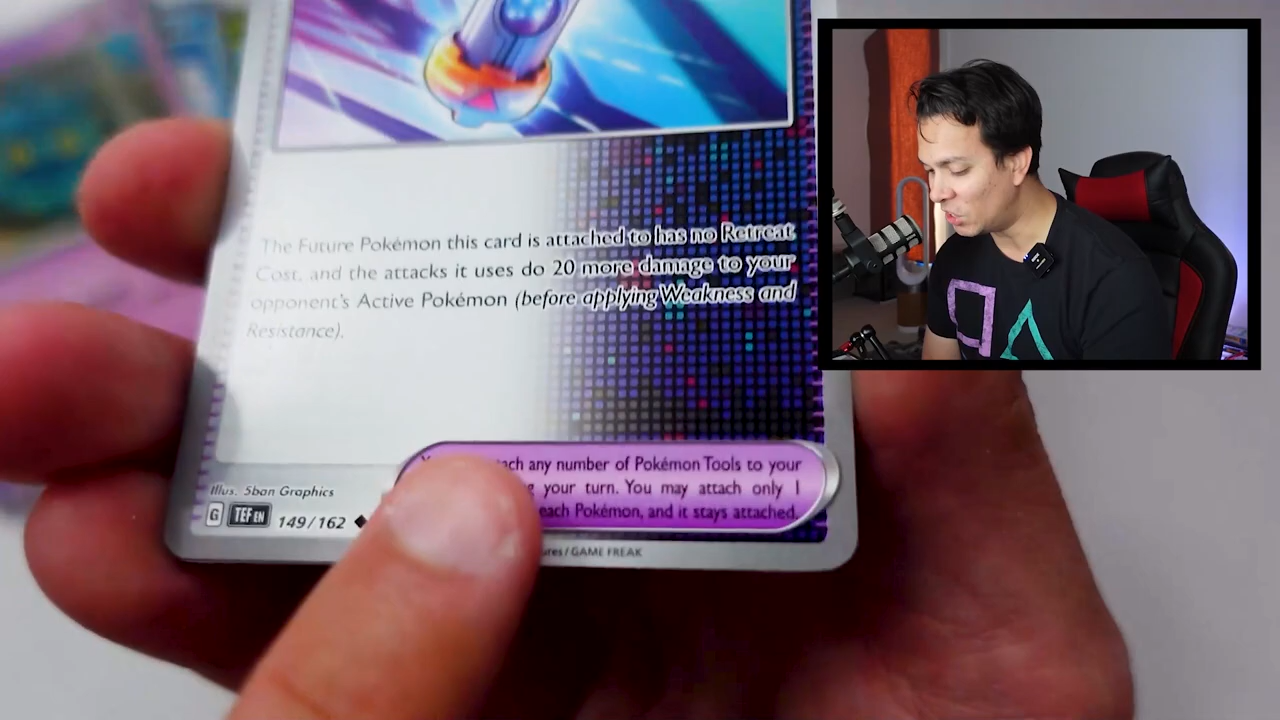 The Future Pokémon this card is attached to has no Retreat
Cost, and the attacks it uses do 20 more damage to your
opponent's Active Pokémon (before applying Weakness and
Resistance).
any number of Pokémon Tools to your
your turn. You may attach only 1
each Pokémon, and it stays attached.
Illus. 5ban Graphics
G TEF EN 149/162
/ GAME FREAK